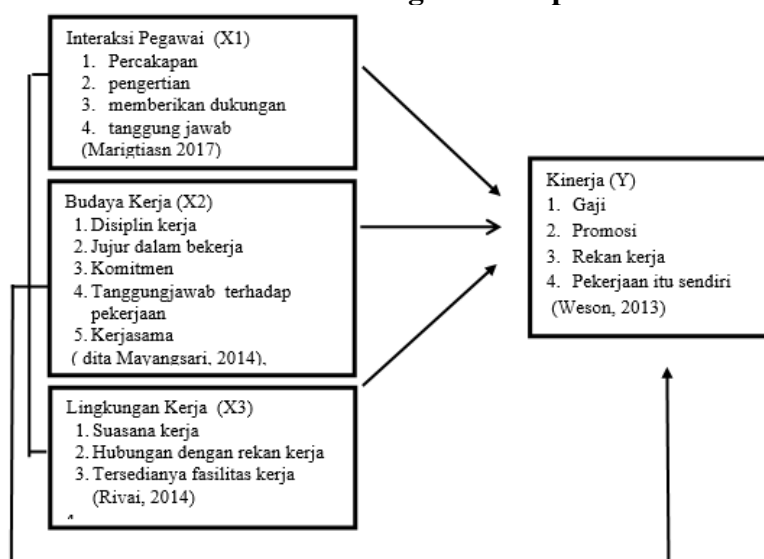 Interaksi Pegawai (X1)
1. Percakapan
2. pengertian
3. memberikan dukungan
4. tanggung jawab
(Marigtiasn 2017)
Budaya Kerja (X2)
1. Disiplin kerja
2. Jujur dalam bekerja
3. Komitmen
4. Tanggungjawab terhadap
pekerjaan
5. Kerjasama
( dita Mayangsari, 2014),
Lingkungan Kerja (X3)
1. Suasana kerja
2. Hubungan dengan rekan kerja
3. Tersedianya fasilitas kerja
(Rivai, 2014)
Kinerja (Y)
1. Gaji
2. Promosi
3. Rekan kerja
4. Pekerjaan itu sendiri
(Weson, 2013)